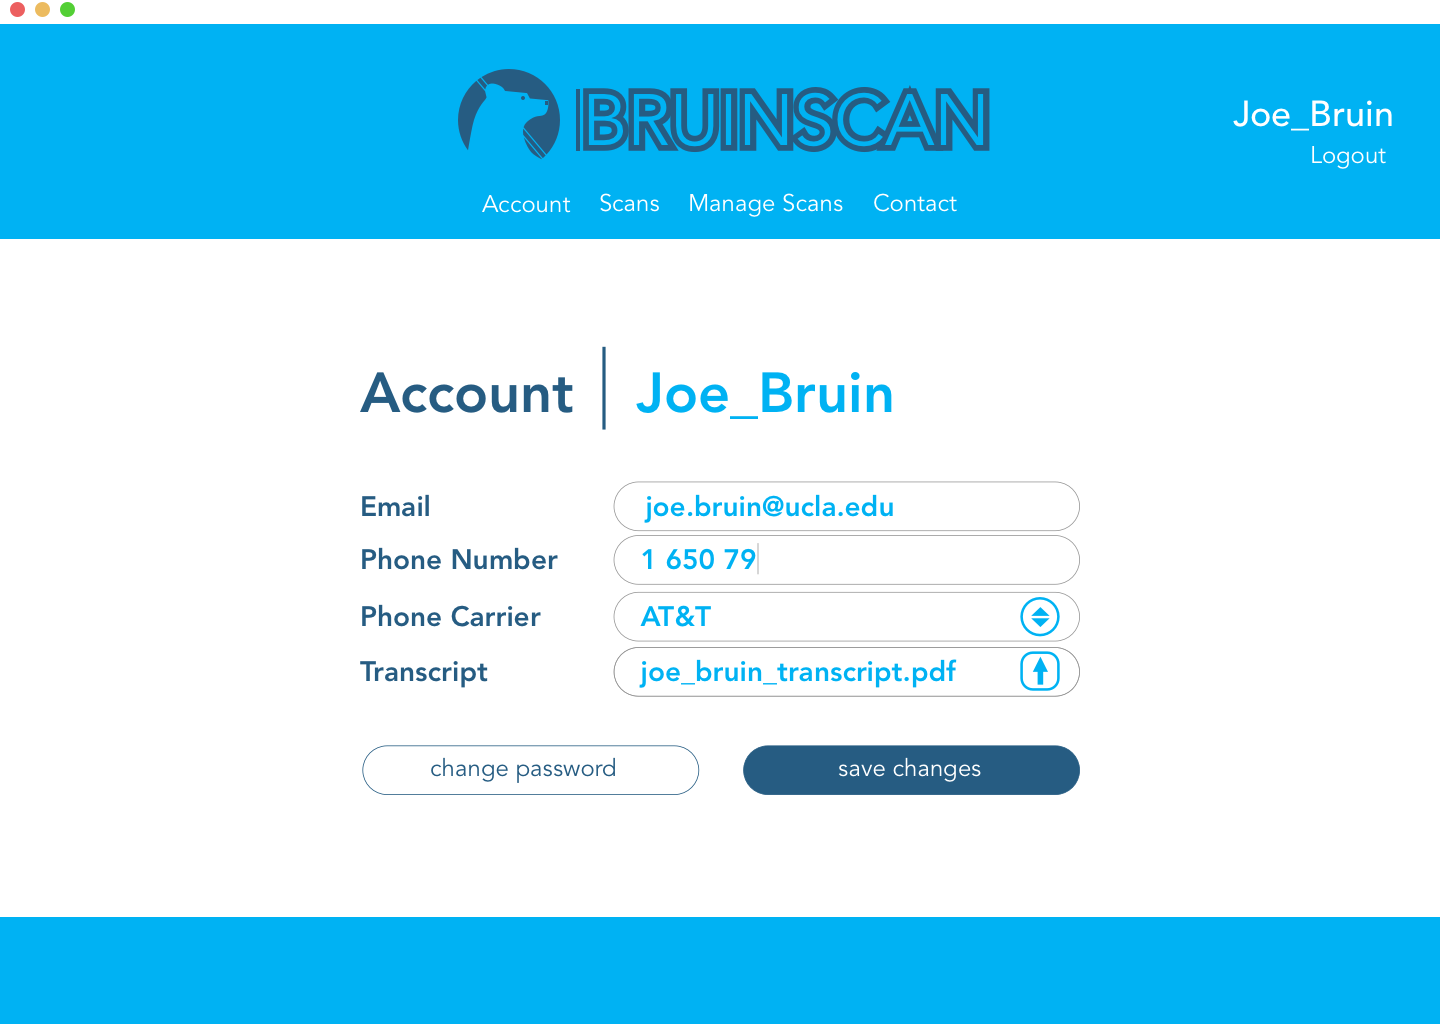 BRUINSCAN
Joe_Bruin
Logout
Account Scans Manage Scans Contact
Account Joe_Bruin
Email joe.bruin@ucla.edu
Phone Number 1 650 79
Phone Carrier AT&T
Transcript joe_bruin_transcript.pdf
change password save changes